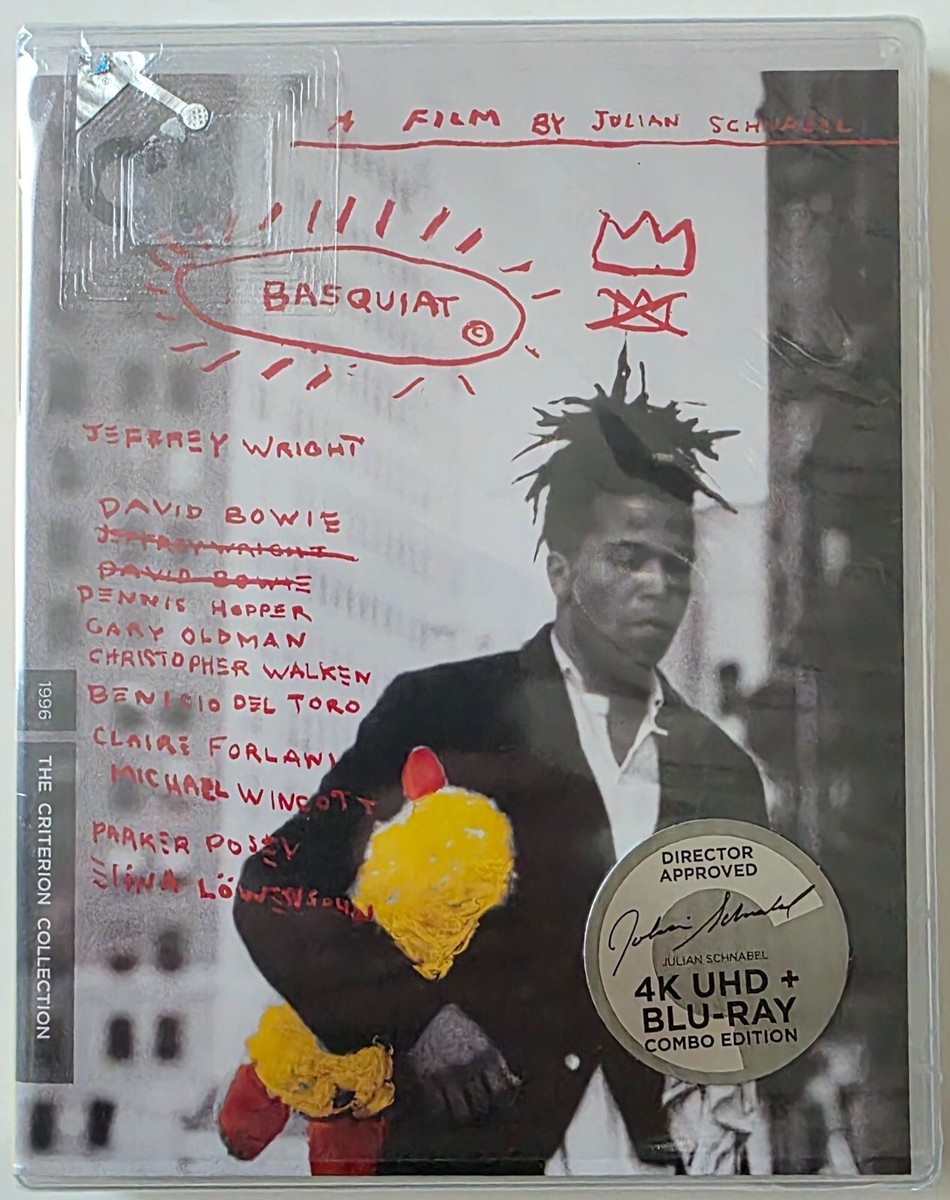 A FILM BY JULIAN SCHNABEL
BASQUIAT ©
JEFFREY WRIGHT
DAVID BOWIE
JEFFREY WRIGHT
DAVID BOWIE
DENNIS HOPPER
GARY OLDMAN
CHRISTOPHER WALKEN
BENICIO DEL TORO
CLAIRE FORLANI
MICHAEL WINCOTT
PARKER POSEY
ELINA LÖWENSOHN
1996
THE CRITERION COLLECTION
DIRECTOR
APPROVED
Julian Schnabel
JULIAN SCHNABEL
4K UHD +
BLU-RAY
COMBO EDITION